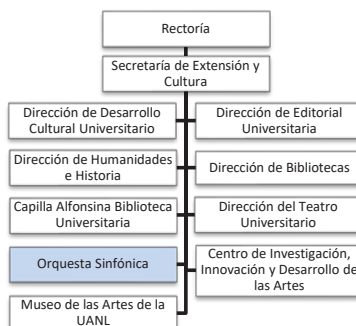 Rectoría
Secretaría de Extensión y
Cultura
Dirección de Desarrollo
Cultural Universitario
Dirección de Editorial
Universitaria
Dirección de Humanidades
e Historia
Dirección de Bibliotecas
Capilla Alfonsina Biblioteca
Universitaria
Dirección del Teatro
Universitario
Orquesta Sinfónica
Centro de Investigación,
Innovación y Desarrollo de
las Artes
Museo de las Artes de la
UANL